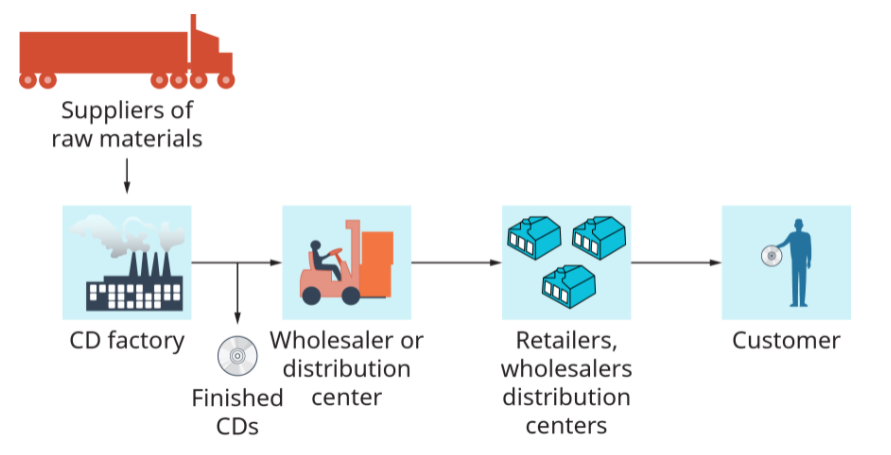 Suppliers of
raw materials
CD factory
Finished
CDs
Wholesaler or
distribution
center
Retailers,
wholesalers
distribution
centers
Customer